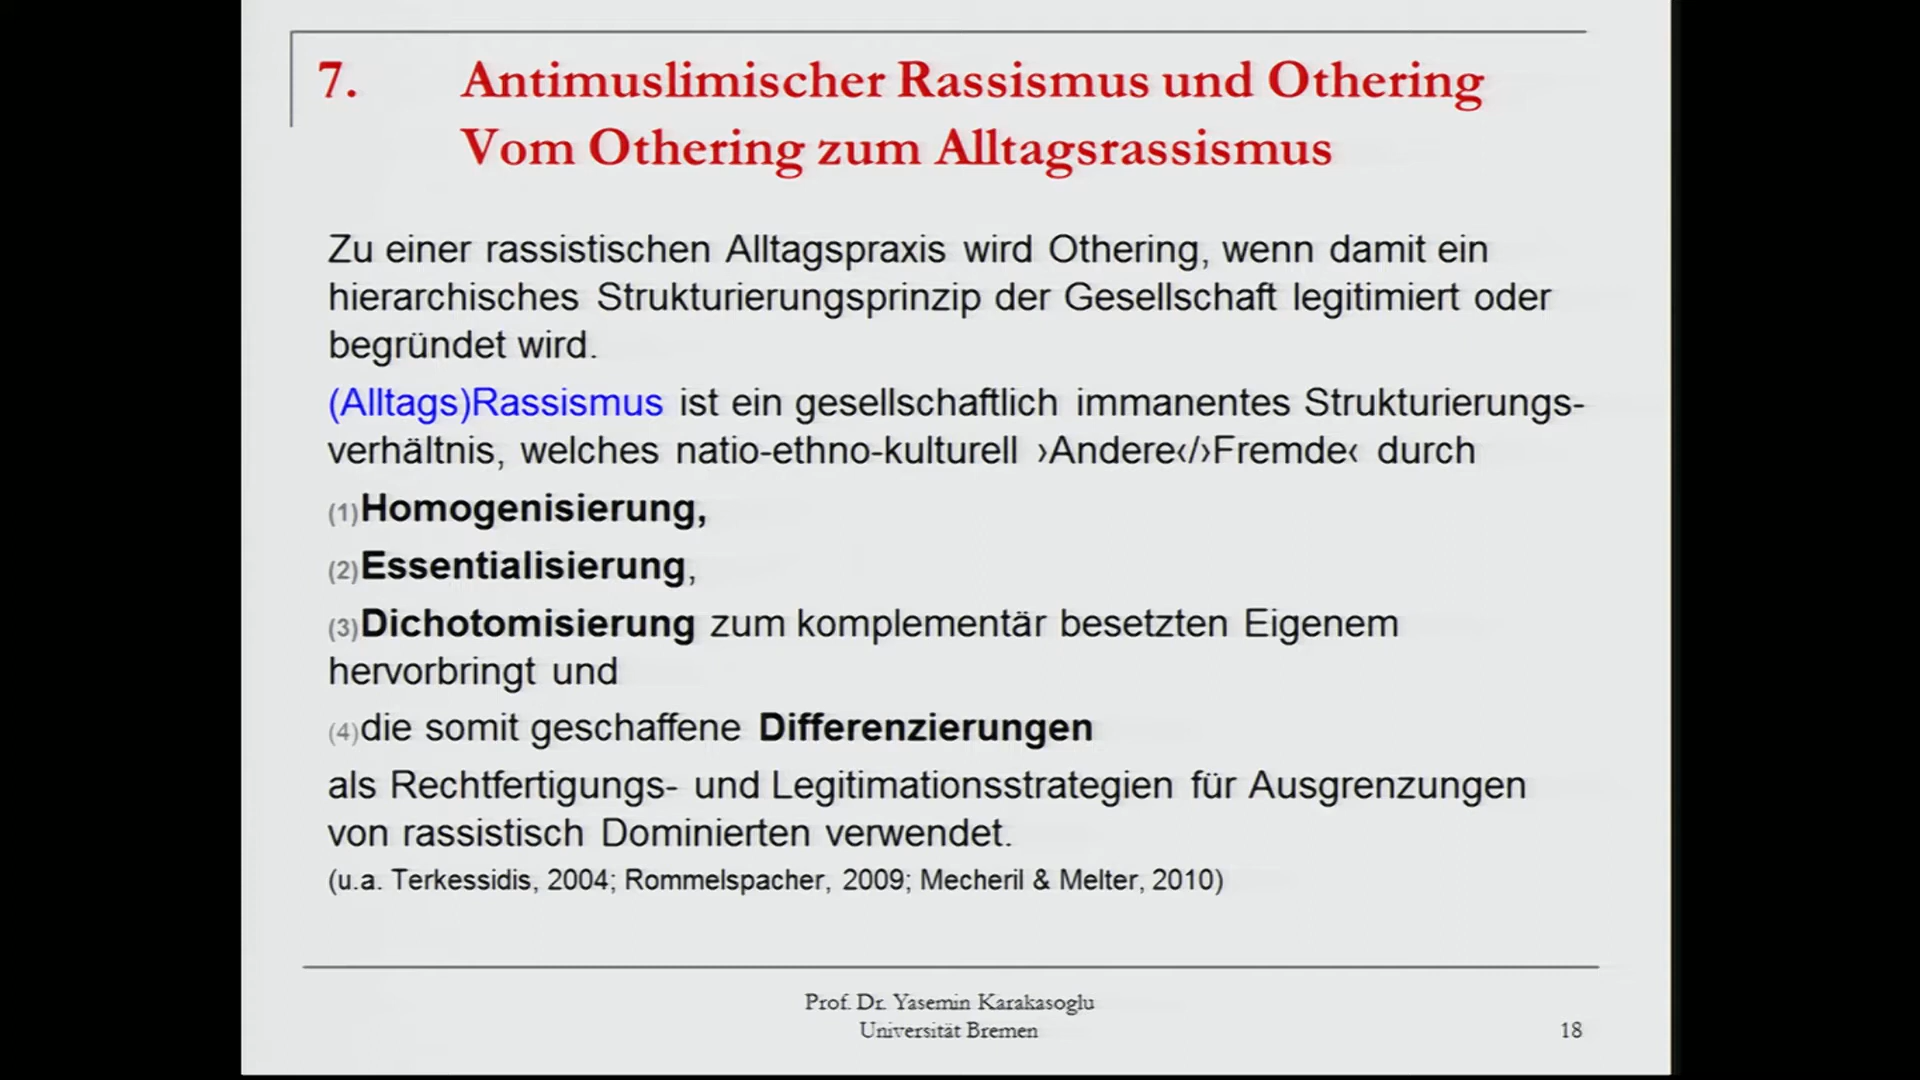 7. Antimuslimischer Rassismus und Othering
Vom Othering zum Alltagsrassismus
Zu einer rassistischen Alltagspraxis wird Othering, wenn damit ein
hierarchisches Strukturierungsprinzip der Gesellschaft legitimiert oder
begründet wird.
(Alltags)Rassismus ist ein gesellschaftlich immanentes Strukturierungs-
verhältnis, welches natio-ethno-kulturell ›Andere‹/›Fremde‹ durch
(1)Homogenisierung,
(2)Essentialisierung,
(3)Dichotomisierung zum komplementär besetzten Eigenem
hervorbringt und
(4)die somit geschaffene Differenzierungen
als Rechtfertigungs- und Legitimationsstrategien für Ausgrenzungen
von rassistisch Dominierten verwendet.
(u.a. Terkessidis, 2004; Rommelspacher, 2009; Mecheril & Melter, 2010)
Prof. Dr. Yasemin Karakasoglu
Universität Bremen
18